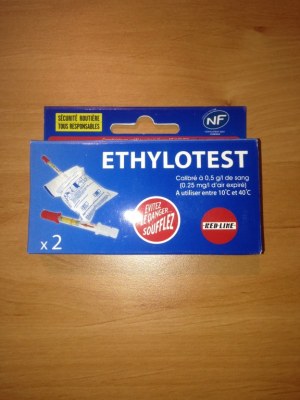 SÉCURITÉ ROUTIÈRE
TOUS RESPONSABLES
NF
ETHYLOTEST
Calibré à 0,5 g/l de sang
(0.25 mg/l d'air expiré)
A utiliser entre 10°C et 40°C
ÉVITEZ
LE DANGER
SOUFFLEZ
RED-LINE
x 2